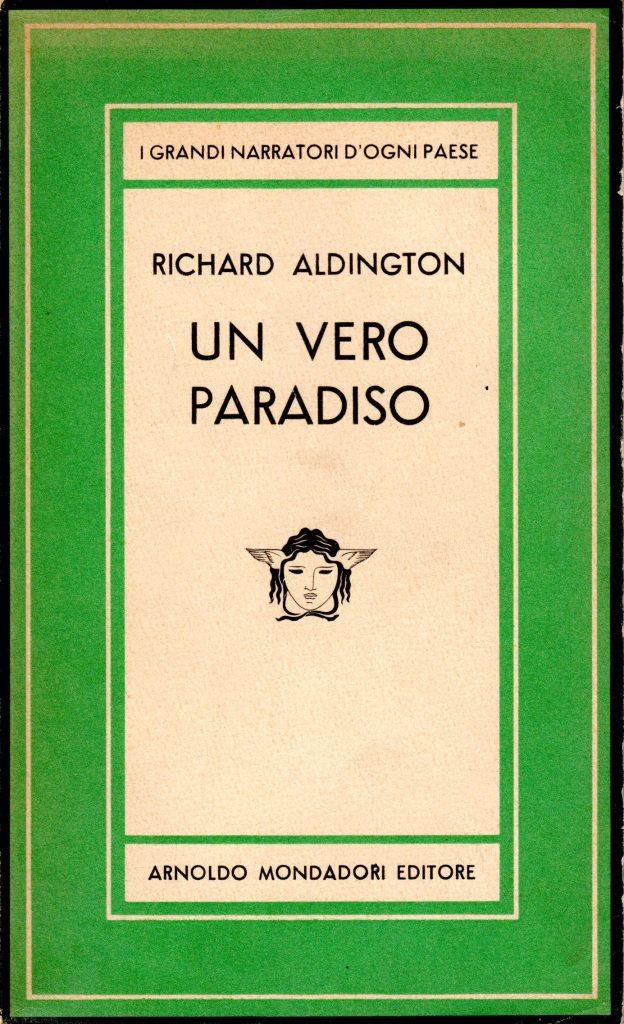 I GRANDI NARRATORI D'OGNI PAESE
RICHARD ALDINGTON
UN VERO
PARADISO
ARNOLDO MONDADORI EDITORE